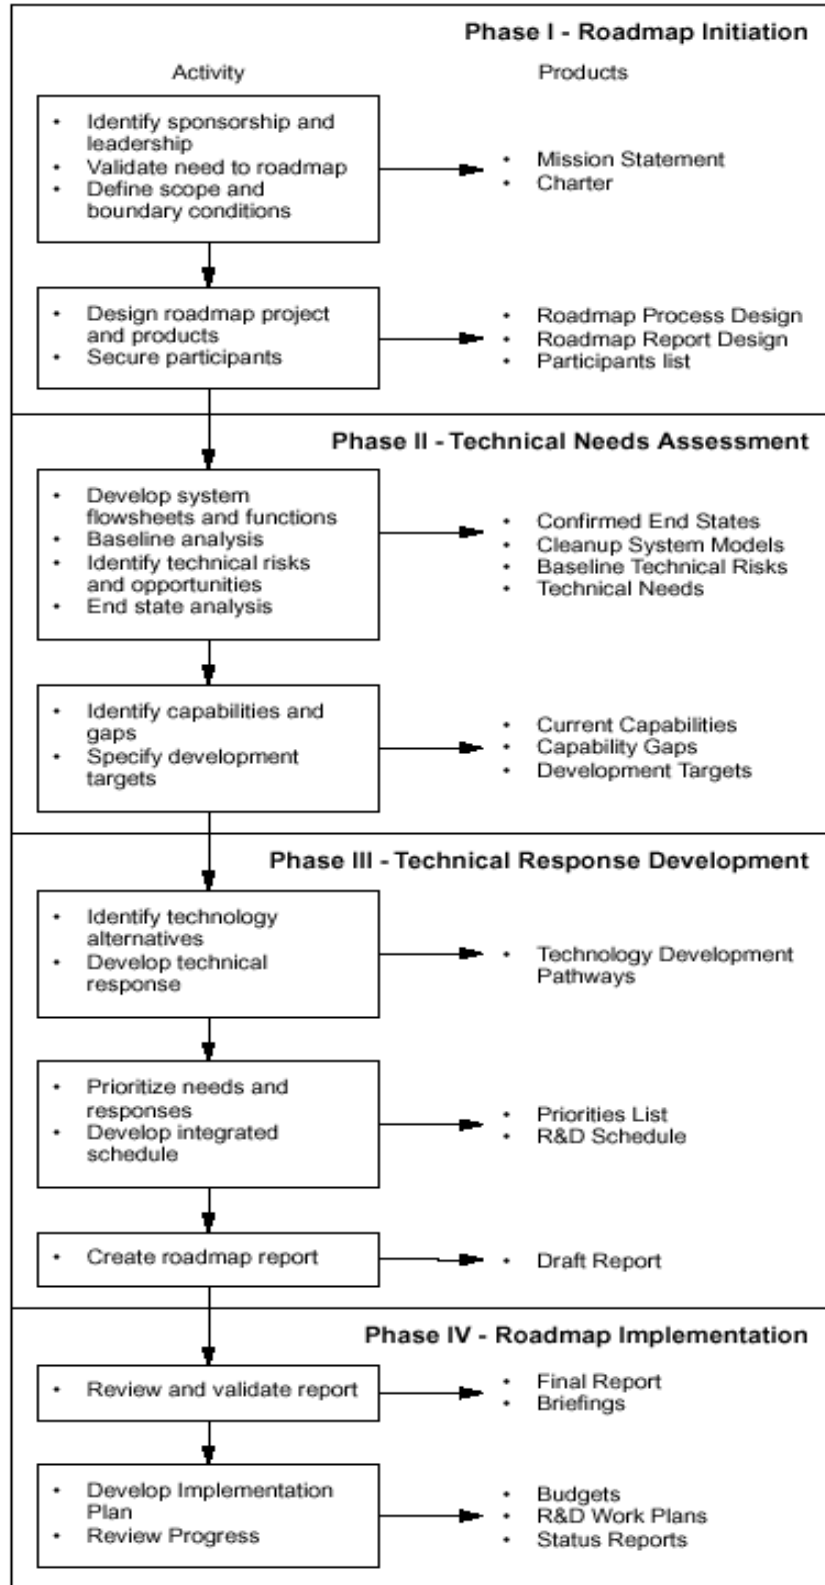 Phase I - Roadmap Initiation
Activity
Products
• Identify sponsorship and
leadership
• Validate need to roadmap
• Define scope and
boundary conditions
• Mission Statement
• Charter
• Design roadmap project
and products
• Secure participants
• Roadmap Process Design
• Roadmap Report Design
• Participants list
Phase II - Technical Needs Assessment
• Develop system
flowsheets and functions
• Baseline analysis
• Identify technical risks
and opportunities
• End state analysis
• Confirmed End States
• Cleanup System Models
• Baseline Technical Risks
• Technical Needs
• Identify capabilities and
gaps
• Specify development
targets
• Current Capabilities
• Capability Gaps
• Development Targets
Phase III - Technical Response Development
• Identify technology
alternatives
• Develop technical
response
• Technology Development
Pathways
• Prioritize needs and
responses
• Develop integrated
schedule
• Priorities List
• R&D Schedule
• Create roadmap report
• Draft Report
Phase IV - Roadmap Implementation
• Review and validate report
• Final Report
• Briefings
• Develop Implementation
Plan
• Review Progress
• Budgets
• R&D Work Plans
• Status Reports